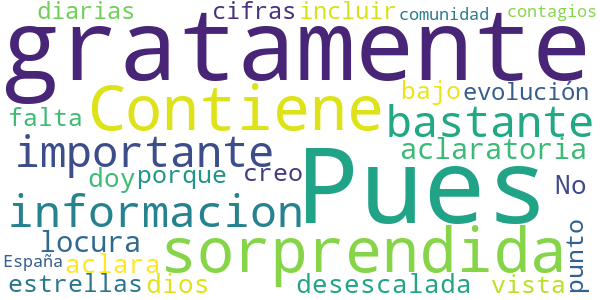 diarias cifras incluir comunidad contagios
gratamente
Contiene bajo evolución
falta bastante
importante aclaratoria
doy porque creo No
informacion Pues
locura sorprendida punto
España aclara
estrellas dios desescalada vista